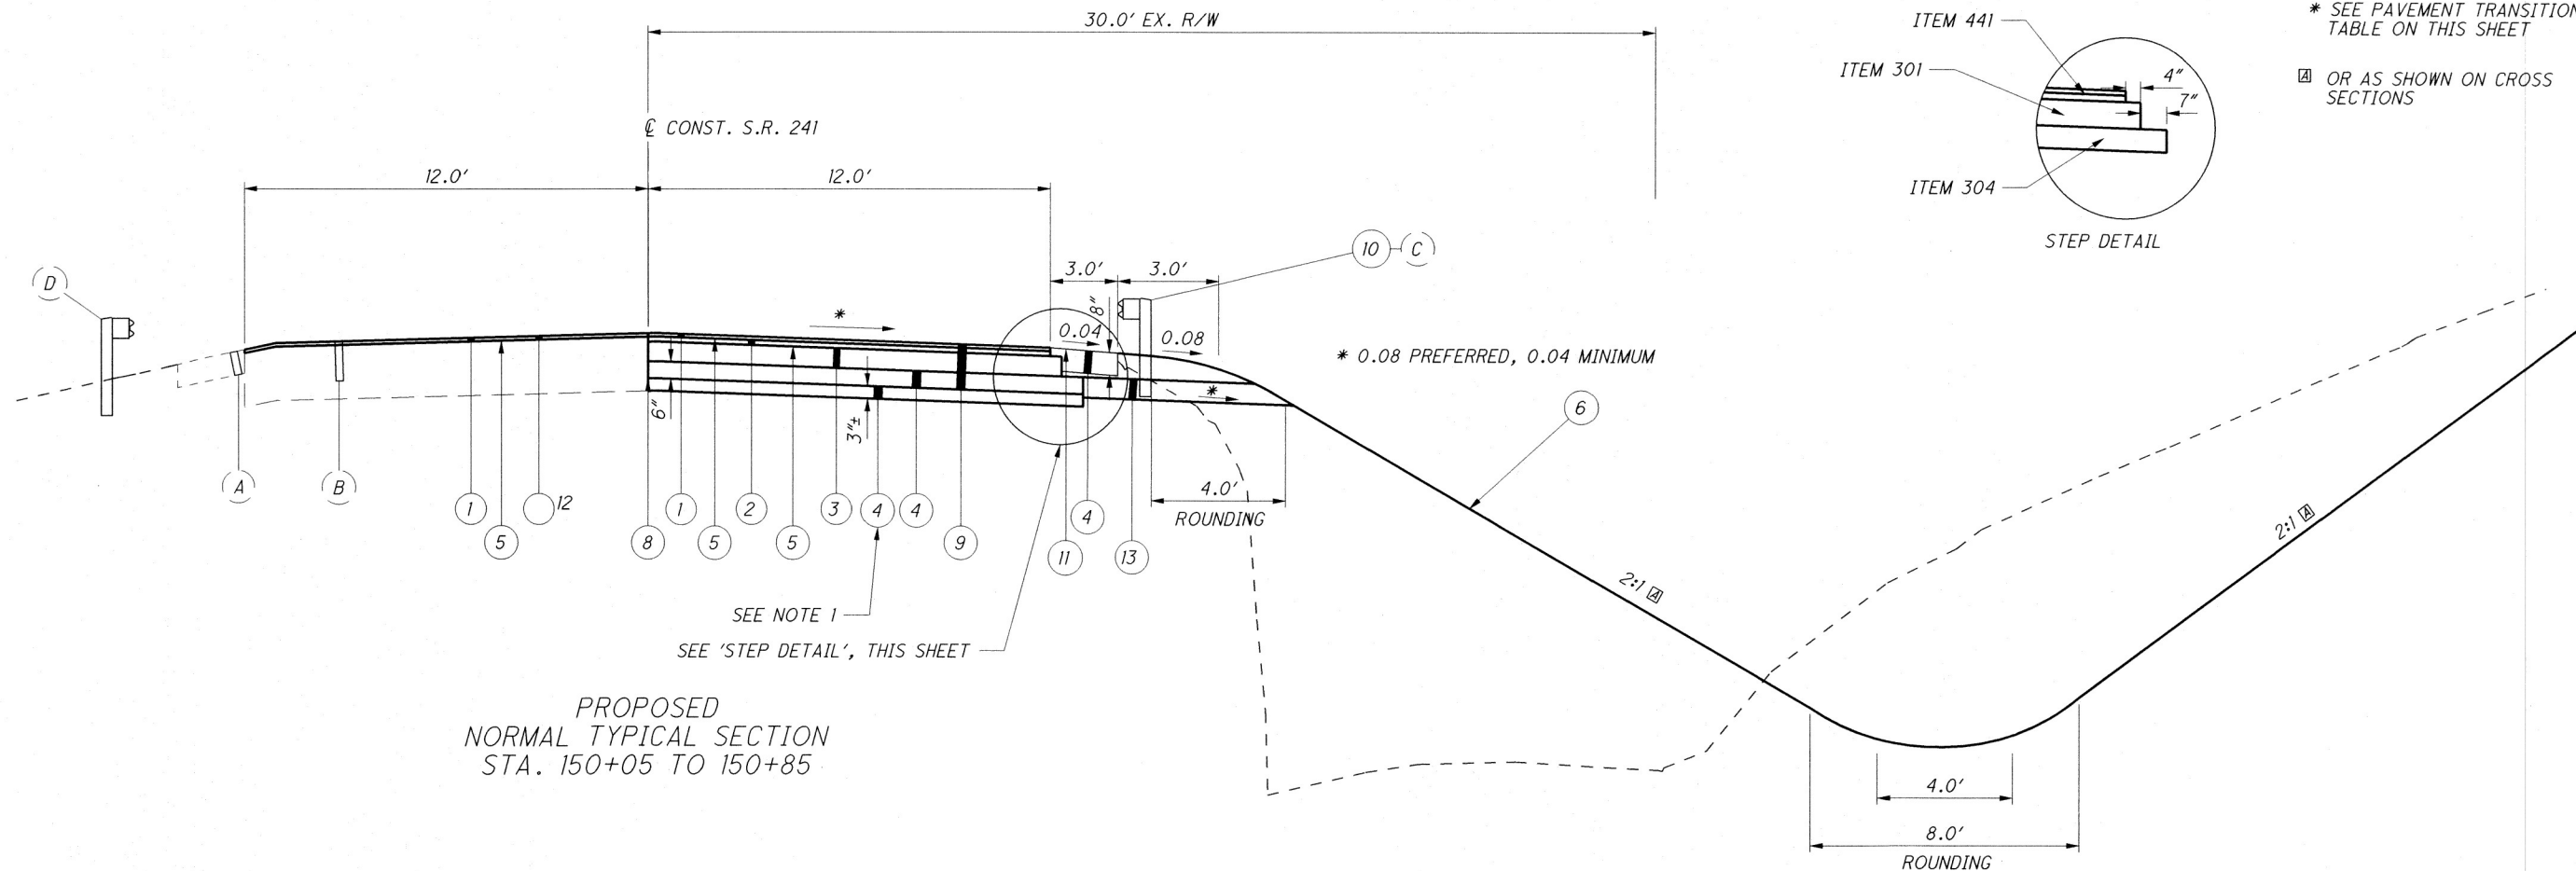 30.0' EX. R/W
ITEM 441
* SEE PAVEMENT TRANSITION
TABLE ON THIS SHEET
ITEM 301
4"
7"
A OR AS SHOWN ON CROSS
SECTIONS
ITEM 304
STEP DETAIL
℄ CONST. S.R. 241
12.0'
12.0'
10
C
3.0'
3.0'
D
8"
*
0.04
0.08
* 0.08 PREFERRED, 0.04 MINIMUM
6"
3"±
*
6
A
B
4.0'
ROUNDING
1
12
1
2
3
4
4
4
5
8
5
5
9
11
13
2:1 A
2:1 A
SEE NOTE 1
SEE 'STEP DETAIL', THIS SHEET
PROPOSED
NORMAL TYPICAL SECTION
STA. 150+05 TO 150+85
4.0'
8.0'
ROUNDING